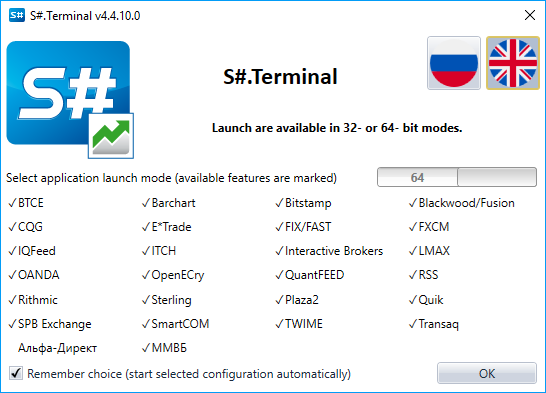 S# S#.Terminal v4.4.10.0
S#
S#.Terminal
Launch are available in 32- or 64- bit modes.
Select application launch mode (available features are marked) 64
✓BTCE ✓Barchart ✓Bitstamp ✓Blackwood/Fusion
✓CQG ✓E*Trade ✓FIX/FAST ✓FXCM
✓IQFeed ✓ITCH ✓Interactive Brokers ✓LMAX
✓OANDA ✓OpenECry ✓QuantFEED ✓RSS
✓Rithmic ✓Sterling ✓Plaza2 ✓Quik
✓SPB Exchange ✓SmartCOM ✓TWIME ✓Transaq
Альфа-Директ ✓ММВБ
Remember choice (start selected configuration automatically) OK